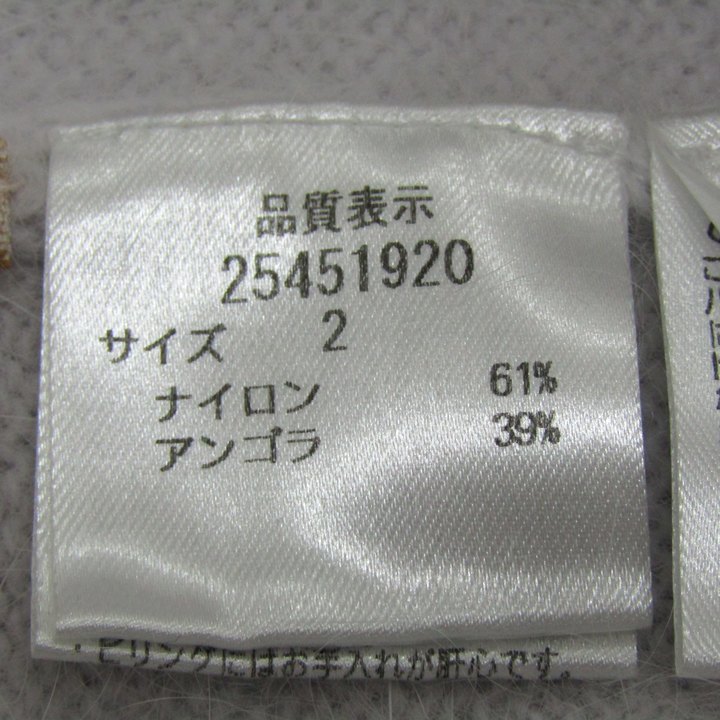 品質表示
25451920
サイズ 2
ナイロン 61%
アンゴラ 39%
・ピリングにはお手入れが肝心です。